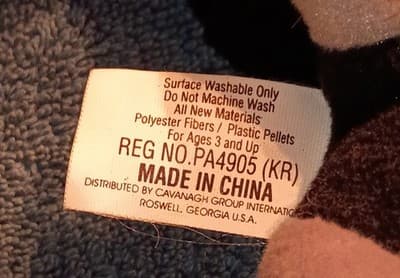 Surface Washable Only
Do Not Machine Wash
All New Materials
Polyester Fibers / Plastic Pellets
For Ages 3 and Up
REG NO.PA4905 (KR)
MADE IN CHINA
DISTRIBUTED BY CAVANAGH GROUP
ROSWELL, GEORGIA U.S.A.